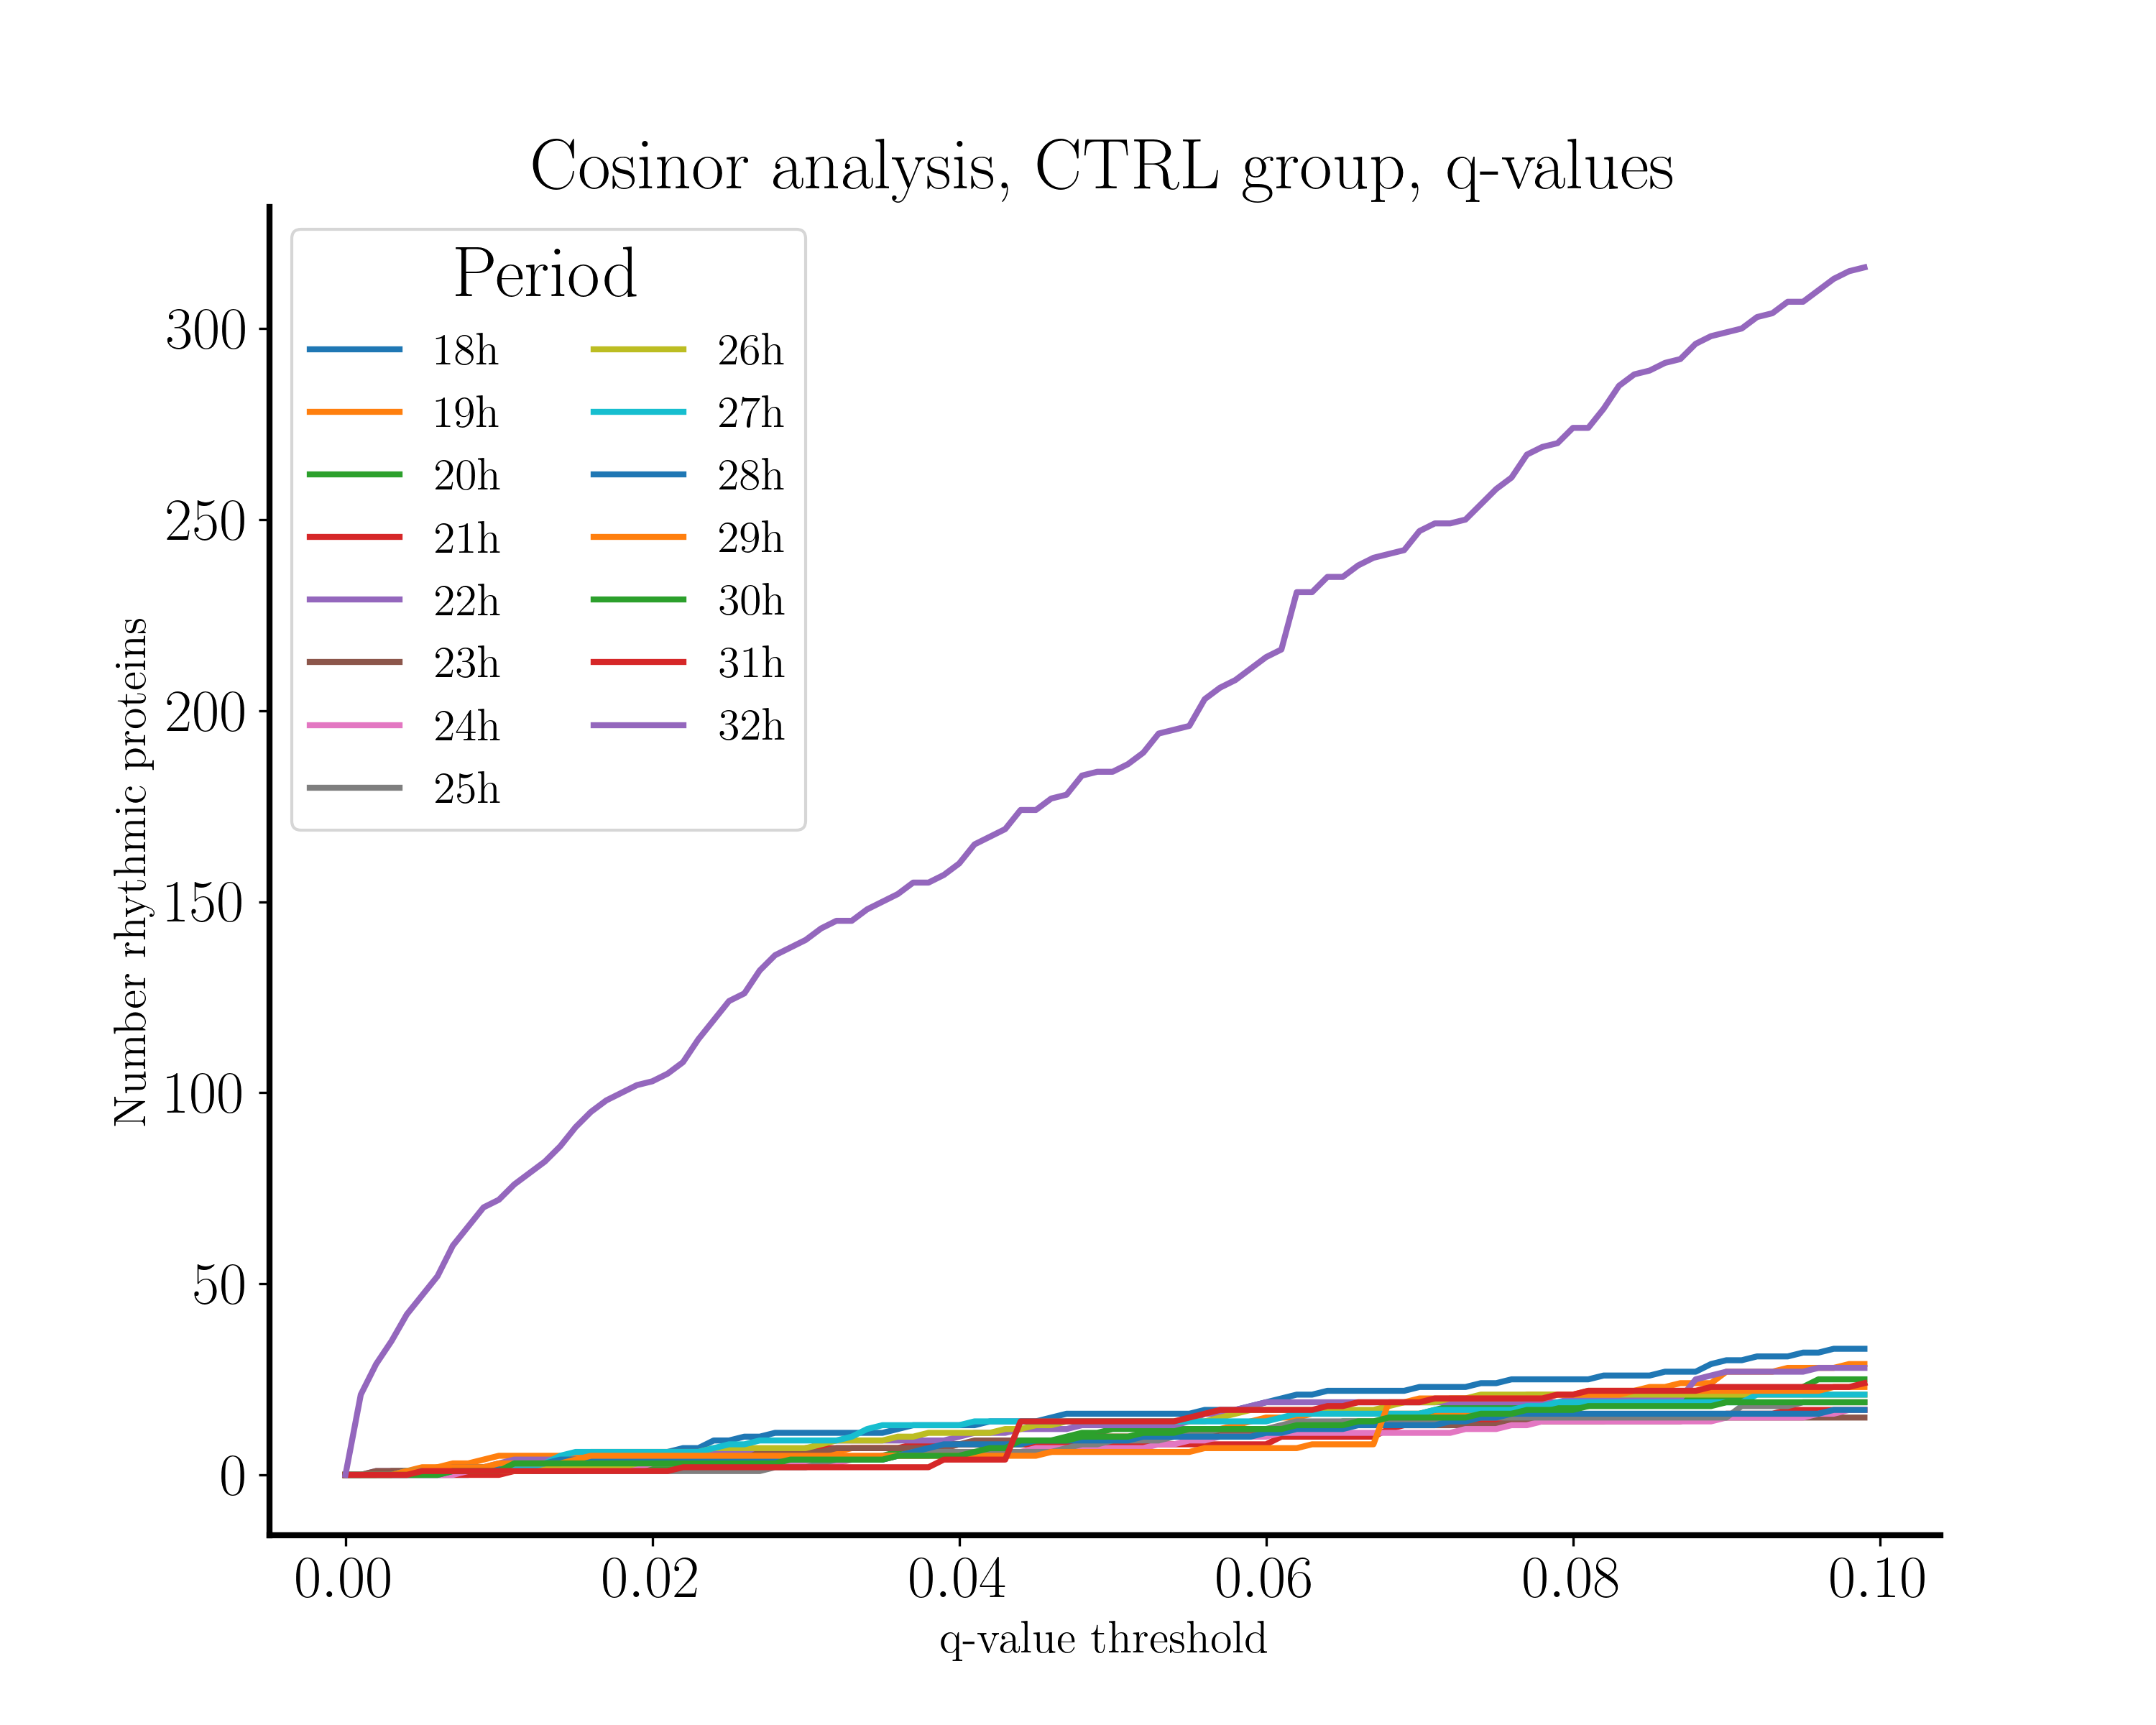 Cosinor analysis, CTRL group, q-values
Period
18h
19h
20h
21h
22h
23h
24h
25h
26h
27h
28h
29h
30h
31h
32h
Number rhythmic proteins
300
250
200
150
100
50
0
0.00
0.02
0.04
0.06
0.08
0.10
q-value threshold